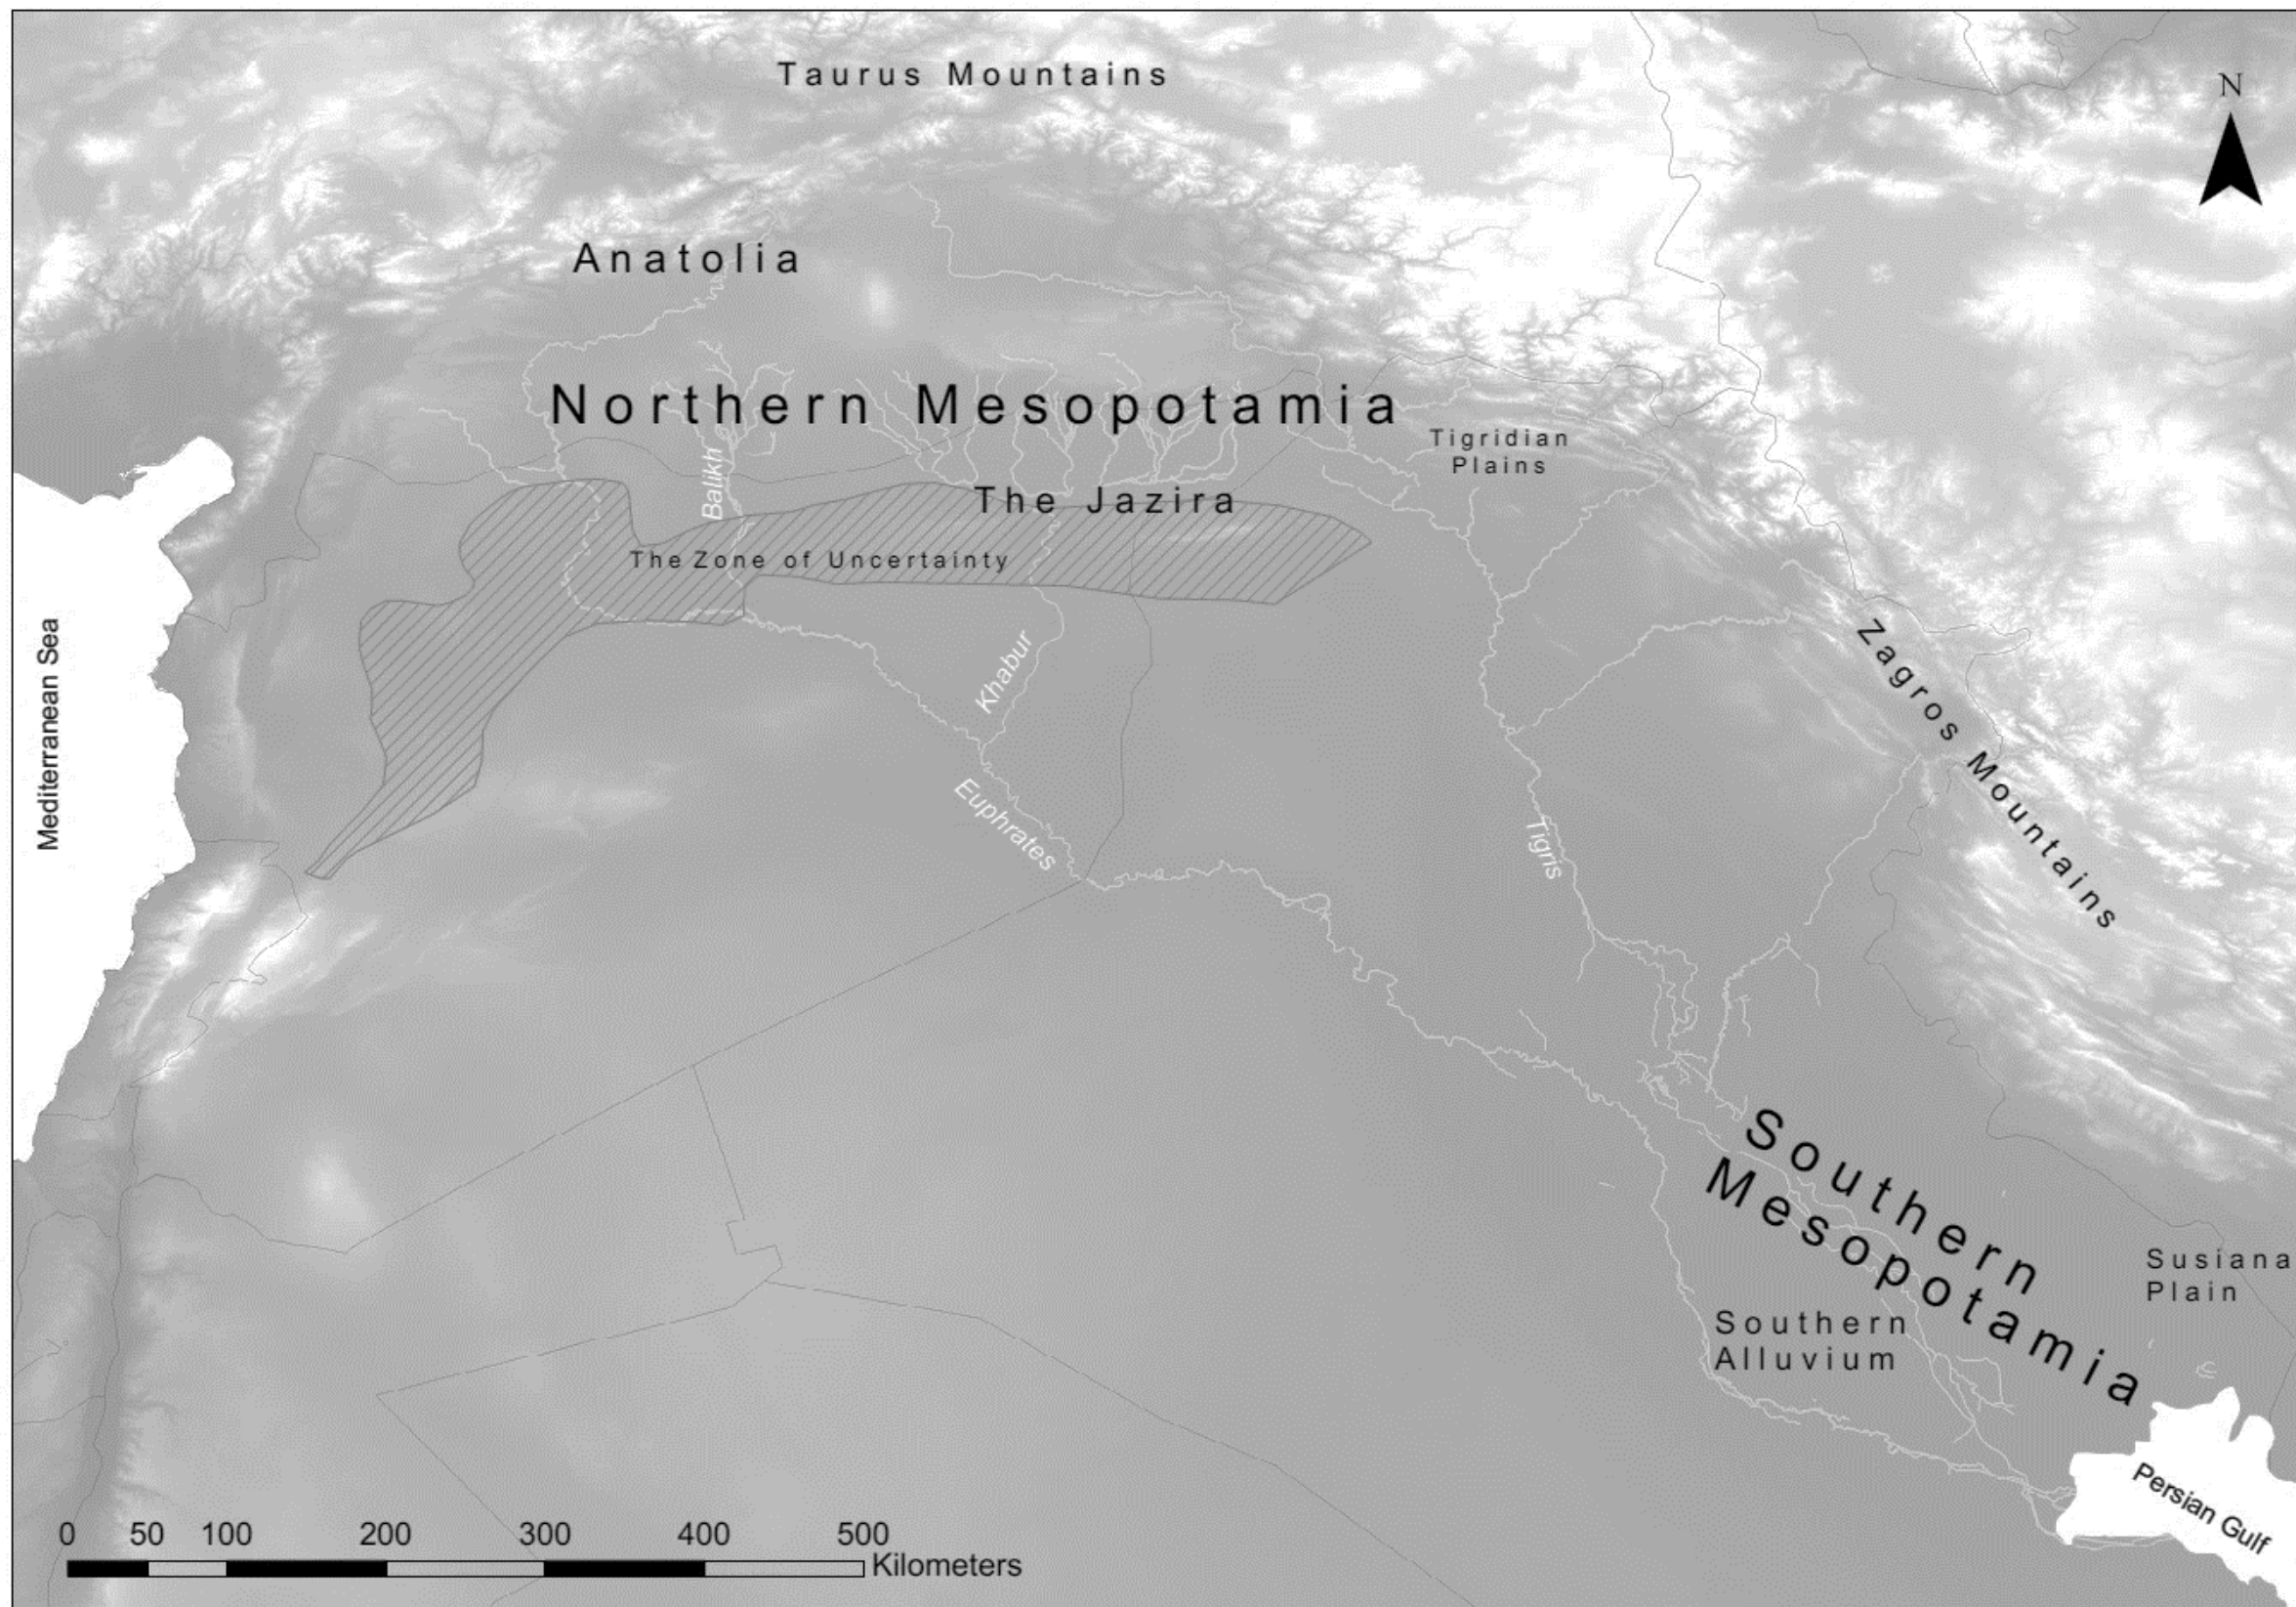 Taurus Mountains
N
Anatolia
Northern Mesopotamia
Tigridian
Plains
Balikh
The Jazira
The Zone of Uncertainty
Mediterranean Sea
Khabur
Zagros Mountains
Euphrates
Tigris
Southern
Mesopotamia
Susiana
Plain
Southern
Alluvium
Persian Gulf
0 50 100 200 300 400 500
Kilometers